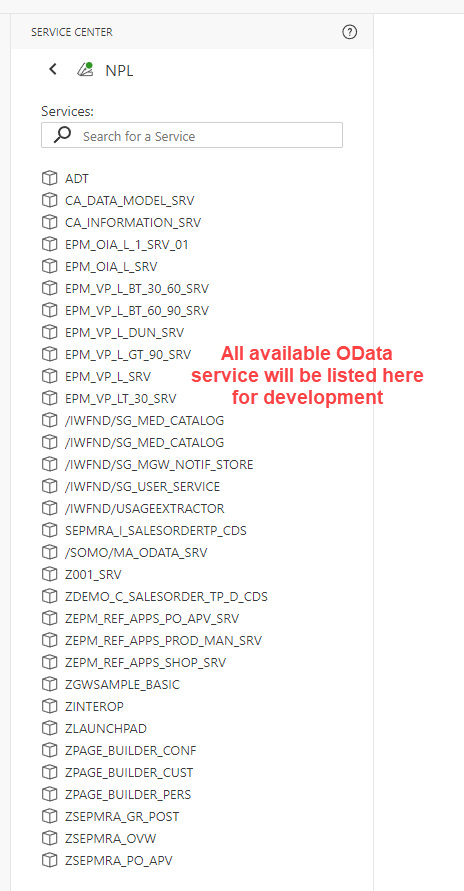 SERVICE CENTER
NPL
Services:
Search for a Service
ADT
CA_DATA_MODEL_SRV
CA_INFORMATION_SRV
EPM_OIA_L_1_SRV_01
EPM_OIA_L_SRV
EPM_VP_L_BT_30_60_SRV
EPM_VP_L_BT_60_90_SRV
EPM_VP_L_DUN_SRV
EPM_VP_L_GT_90_SRV
EPM_VP_L_SRV
EPM_VP_LT_30_SRV
All available OData
service will be listed here
for development
/IWFND/SG_MED_CATALOG
/IWFND/SG_MED_CATALOG
/IWFND/SG_MGW_NOTIF_STORE
/IWFND/SG_USER_SERVICE
/IWFND/USAGEEXTRACTOR
SEPMRA_I_SALESORDERTP_CDS
/SOMO/MA_ODATA_SRV
Z001_SRV
ZDEMO_C_SALESORDER_TP_D_CDS
ZEPM_REF_APPS_PO_APV_SRV
ZEPM_REF_APPS_PROD_MAN_SRV
ZEPM_REF_APPS_SHOP_SRV
ZGWSAMPLE_BASIC
ZINTEROP
ZLAUNCHPAD
ZPAGE_BUILDER_CONF
ZPAGE_BUILDER_CUST
ZPAGE_BUILDER_PERS
ZSEPMRA_GR_POST
ZSEPMRA_OVW
ZSEPMRA_PO_APV